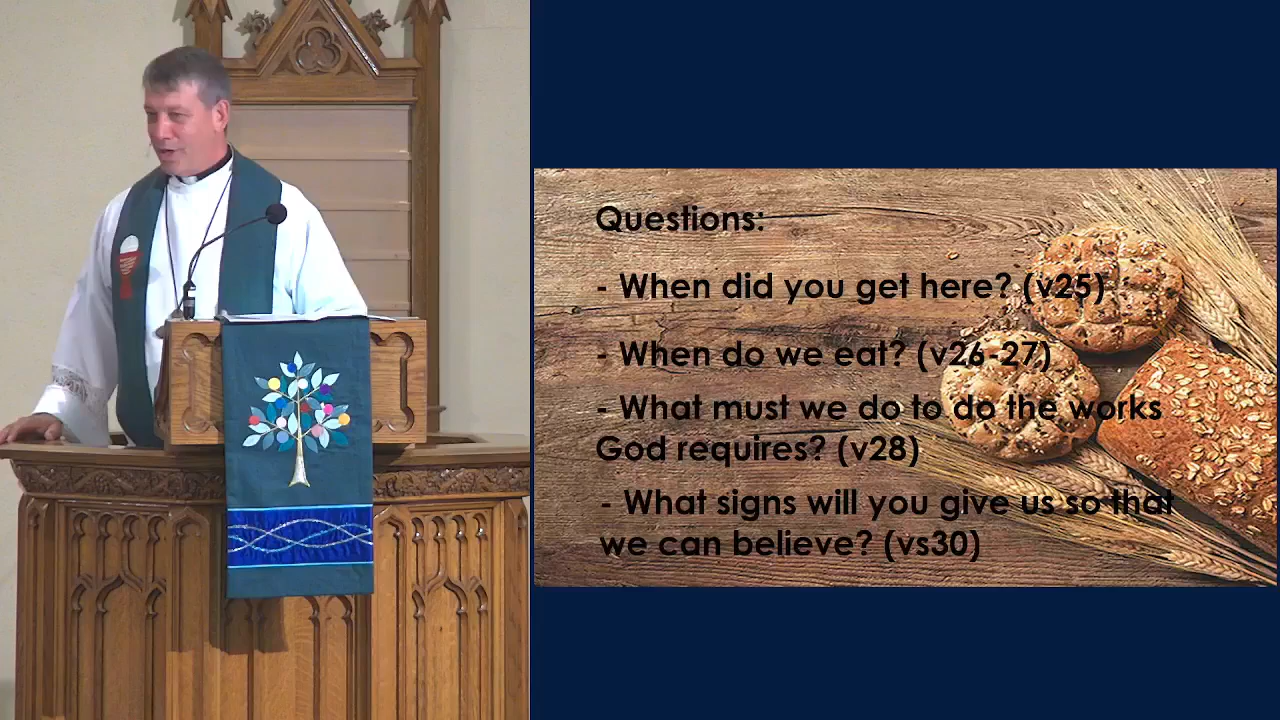 Questions:
- When did you get here? (v25)
- When do we eat? (v26-27)
- What must we do to do the works
God requires? (v28)
- What signs will you give us so that
we can believe? (vs30)